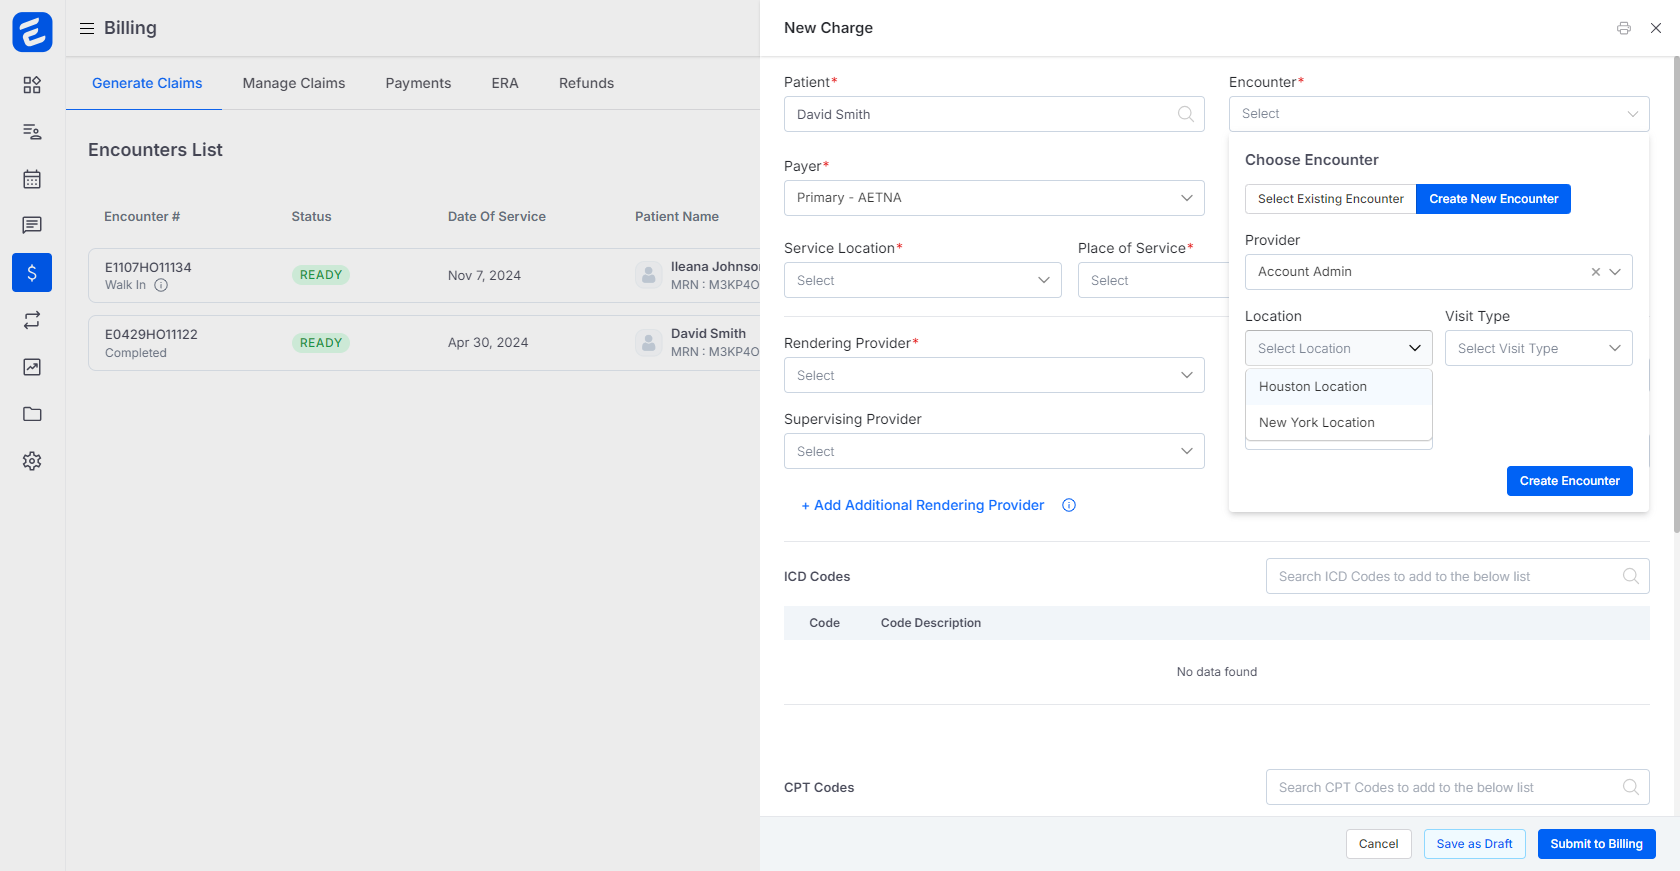 Billing
Generate Claims
Manage Claims
Payments
ERA
Refunds
Encounters List
Encounter #
Status
Date Of Service
Patient Name
E1107HO11134
Walk In
READY
Nov 7, 2024
Ileana Johnso
MRN : M3KP4O
E0429HO11122
Completed
READY
Apr 30, 2024
David Smith
MRN : M3KP4O
New Charge
Patient*
David Smith
Encounter*
Select
Payer*
Primary - AETNA
Service Location*
Select
Place of Service*
Select
Rendering Provider*
Select
Supervising Provider
Select
+ Add Additional Rendering Provider
Choose Encounter
Select Existing Encounter
Create New Encounter
Provider
Account Admin
Location
Select Location
Visit Type
Select Visit Type
Houston Location
New York Location
Create Encounter
ICD Codes
Search ICD Codes to add to the below list
Code
Code Description
No data found
CPT Codes
Search CPT Codes to add to the below list
Cancel
Save as Draft
Submit to Billing